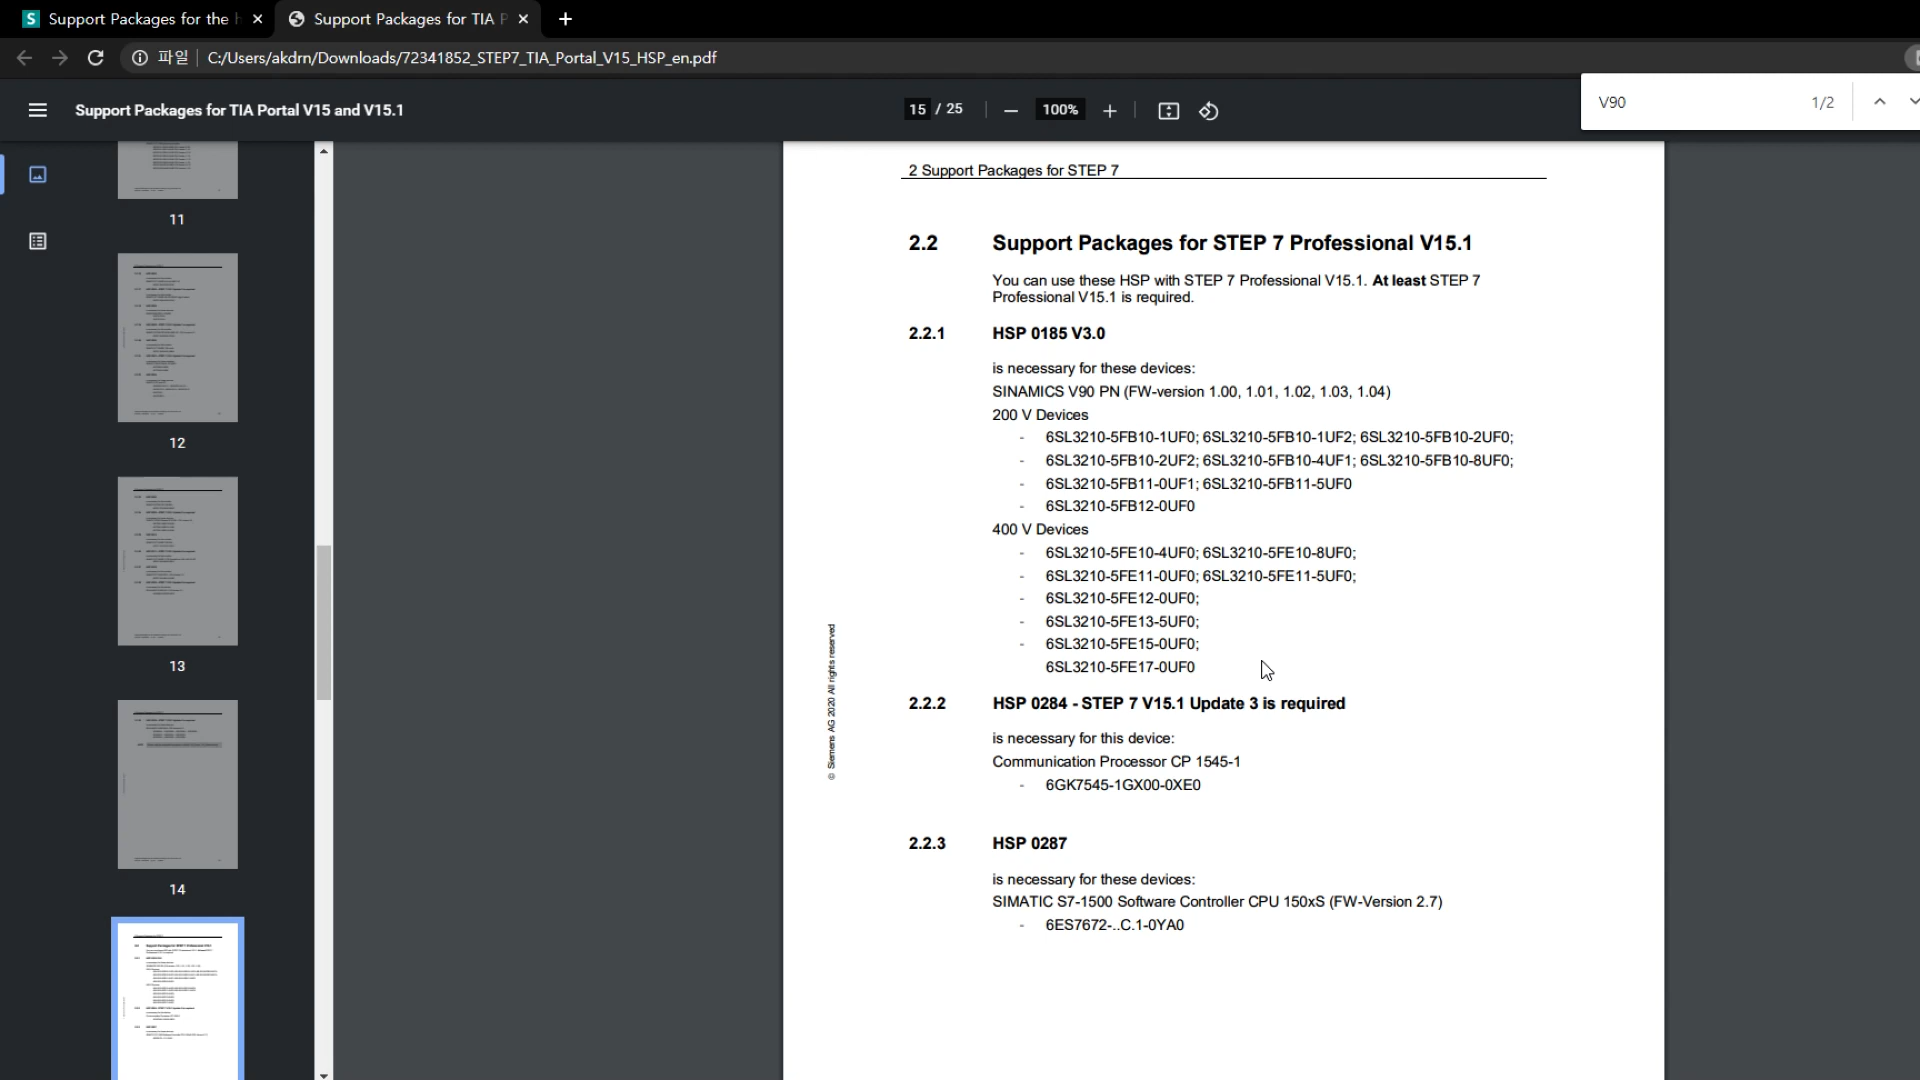 Support Packages for the
Support Packages for TIA P
파일
C:/Users/akdrn/Downloads/72341852_STEP7_TIA_Portal_V15_HSP_en.pdf
Support Packages for TIA Portal V15 and V15.1
15 / 25
100%
V90
1/2
11
12
13
14
2 Support Packages for STEP 7
2.2 Support Packages for STEP 7 Professional V15.1
You can use these HSP with STEP 7 Professional V15.1. At least STEP 7
Professional V15.1 is required.
2.2.1 HSP 0185 V3.0
is necessary for these devices:
SINAMICS V90 PN (FW-version 1.00, 1.01, 1.02, 1.03, 1.04)
200 V Devices
- 6SL3210-5FB10-1UF0; 6SL3210-5FB10-1UF2; 6SL3210-5FB10-2UF0;
- 6SL3210-5FB10-2UF2; 6SL3210-5FB10-4UF1; 6SL3210-5FB10-8UF0;
- 6SL3210-5FB11-0UF1; 6SL3210-5FB11-5UF0
- 6SL3210-5FB12-0UF0
400 V Devices
- 6SL3210-5FE10-4UF0; 6SL3210-5FE10-8UF0;
- 6SL3210-5FE11-0UF0; 6SL3210-5FE11-5UF0;
- 6SL3210-5FE12-0UF0;
- 6SL3210-5FE13-5UF0;
- 6SL3210-5FE15-0UF0;
6SL3210-5FE17-0UF0
2.2.2 HSP 0284 - STEP 7 V15.1 Update 3 is required
is necessary for this device:
Communication Processor CP 1545-1
- 6GK7545-1GX00-0XE0
2.2.3 HSP 0287
is necessary for these devices:
SIMATIC S7-1500 Software Controller CPU 150xS (FW-Version 2.7)
- 6ES7672-..C.1-0YA0
© Siemens AG 2020 All rights reserved